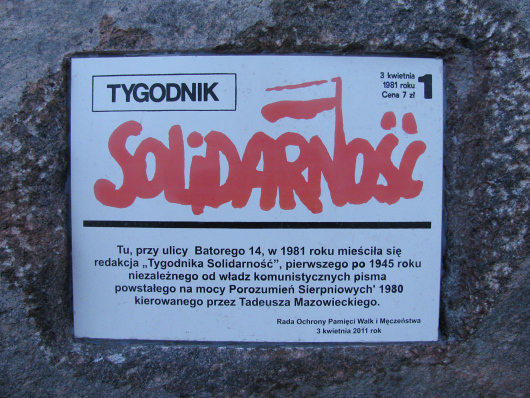 TYGODNIK
3 kwietnia
1981 roku
Cena 7 zł
1
SOLIDARNOŚĆ
Tu, przy ulicy Batorego 14, w 1981 roku mieściła się
redakcja „Tygodnika Solidarność”, pierwszego po 1945 roku
niezależnego od władz komunistycznych pisma
powstałego na mocy Porozumień Sierpniowych' 1980
kierowanego przez Tadeusza Mazowieckiego.
Rada Ochrony Pamięci Walk i Męczeństwa
3 kwietnia 2011 rok